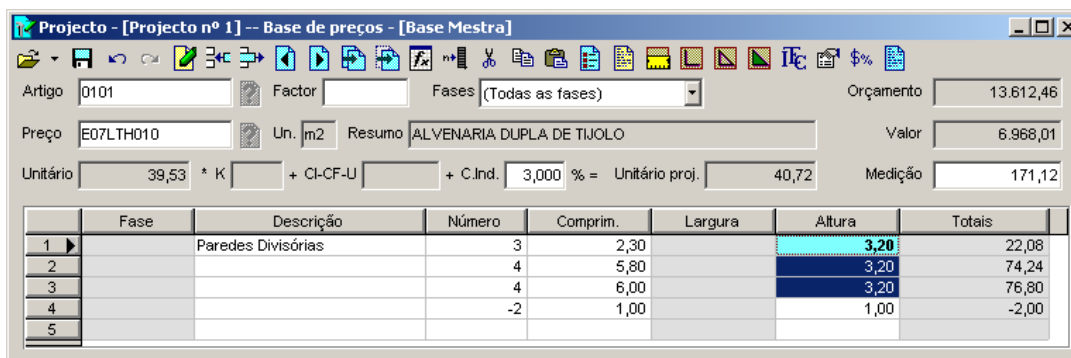 Projecto - [Projecto nº 1] -- Base de preços - [Base Mestra]
Artigo 0101 Factor Fases (Todas as fases) Orçamento 13.612,46
Preço E07LTH010 Un. m2 Resumo ALVENARIA DUPLA DE TIJOLO Valor 6.968,01
Unitário 39,53 * K + CI-CF-U + C.Ind. 3,000 % = Unitário proj. 40,72 Medição 171,12
Fase Descrição Número Comprim. Largura Altura Totais
1 Paredes Divisórias 3 2,30 3,20 22,08
2 4 5,80 3,20 74,24
3 4 6,00 3,20 76,80
4 -2 1,00 1,00 -2,00
5